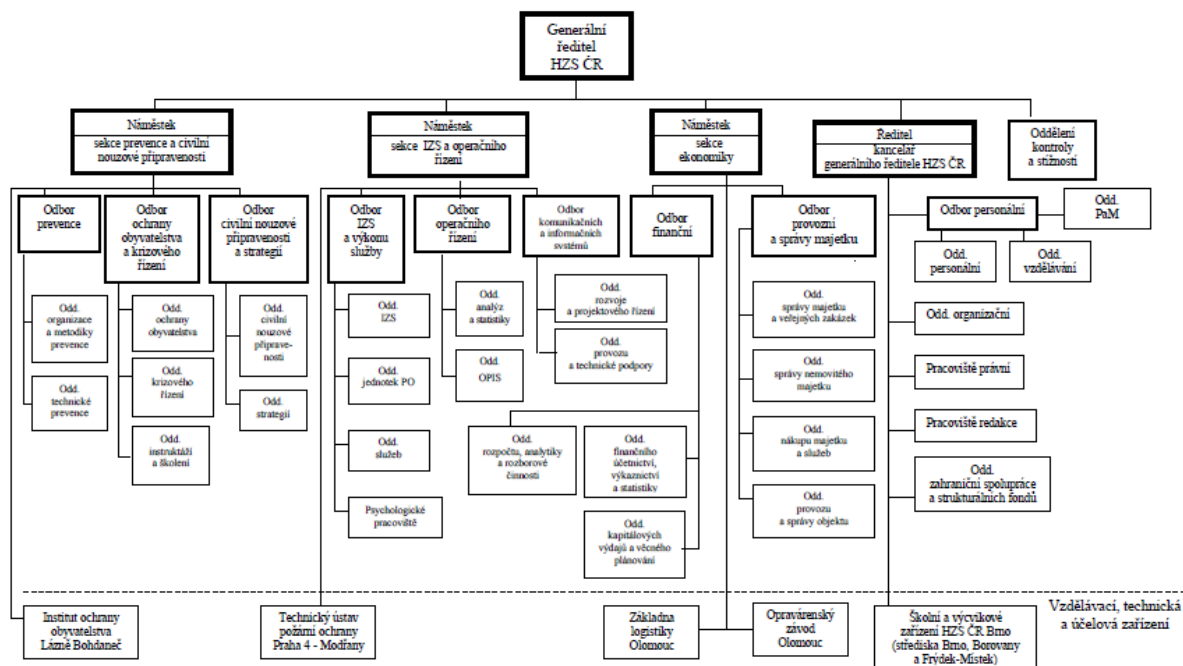 Generální
ředitel
HZS ČR
Náměstek
sekce prevence a civilní
nouzové připravenosti
Náměstek
sekce IZS a operačního
řízení
Náměstek
sekce
ekonomiky
Ředitel
kancelář
generálního ředitele HZS ČR
Oddělení
kontroly
a stížností
Odbor
prevence
Odbor
ochrany
obyvatelstva
a krizového
řízení
Odbor
civilní nouzové
připravenosti
a strategií
Odbor
IZS
a výkonu
služby
Odbor
operačního
řízení
Odbor
komunikačních
a informačních
systémů
Odbor
finanční
Odbor
provozní
a správy majetku
Odbor personální
Odd.
PaM
Odd.
personální
Odd.
vzdělávání
Odd.
organizace
a metodiky
prevence
Odd.
technické
prevence
Odd.
ochrany
obyvatelstva
Odd.
krizového
řízení
Odd.
instruktáží
a školení
Odd.
civilní
nouzové
připrave-
nosti
Odd.
strategií
Odd.
IZS
Odd.
jednotek PO
Odd.
služeb
Psychologické
pracoviště
Odd.
analýz
a statistiky
Odd.
OPIS
Odd.
rozvoje
a projektového řízení
Odd.
provozu
a technické podpory
Odd.
rozpočtu, analytiky
a rozborové
činnosti
Odd.
finančního
účetnictví,
výkaznictví
a statistiky
Odd.
kapitálových
výdajů a věcného
plánování
Odd.
správy majetku
a veřejných zakázek
Odd.
správy nemovitého
majetku
Odd.
nákupu majetku
a služeb
Odd.
provozu
a správy objektu
Odd. organizační
Pracoviště právní
Pracoviště redakce
Odd.
zahraniční spolupráce
a strukturálních fondů
Institut ochrany
obyvatelstva
Lázně Bohdaneč
Technický ústav
požární ochrany
Praha 4 - Modřany
Základna
logistiky
Olomouc
Opravárenský
závod
Olomouc
Školní a výcvikové
zařízení HZS ČR Brno
(střediska Brno, Borovany
a Frýdek-Místek)
Vzdělávací, technická
a účelová zařízení